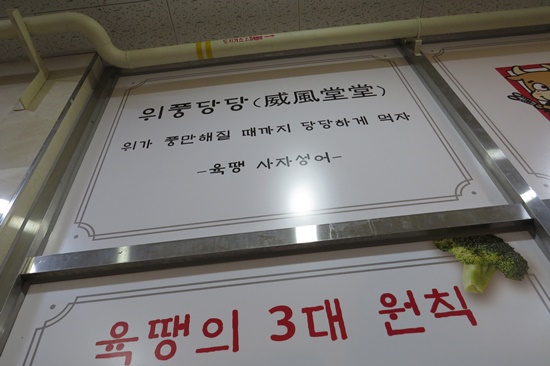 위풍당당(威風堂堂)
위가 풍만해질 때까지 당당하게 먹자
-육땡 사자성어-
육땡의 3대 원칙